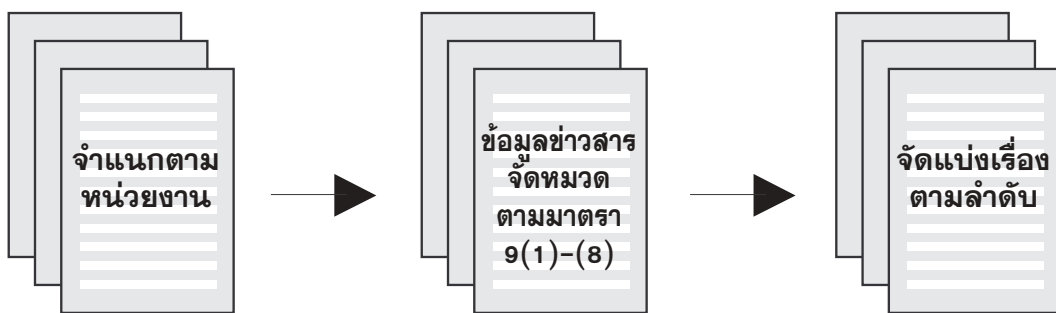 จำแนกตาม
หน่วยงาน
ข้อมูลข่าวสาร
จัดหมวด
ตามมาตรา
9(1)-(8)
จัดแบ่งเรื่อง
ตามลำดับ